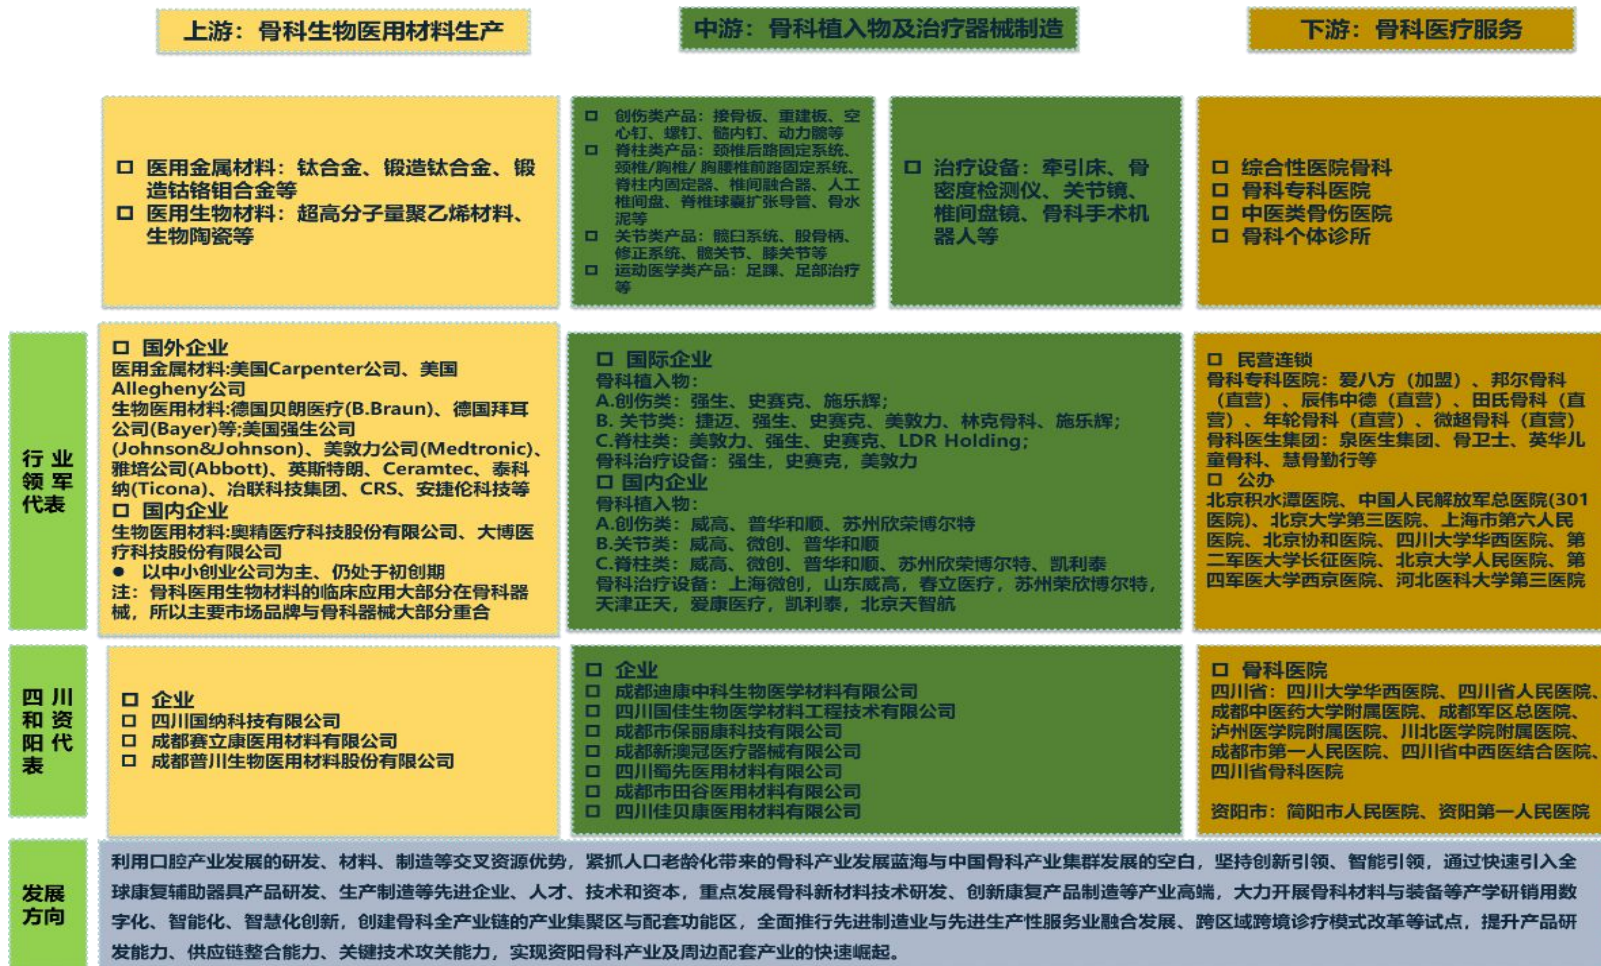 上游：骨科生物医用材料生产
中游：骨科植入物及治疗器械制造
下游：骨科医疗服务
医用金属材料：钛合金、锻造钛合金、锻
造钴铬钼合金等
医用生物材料：超高分子量聚乙烯材料、
生物陶瓷等
创伤类产品：接骨板、重建板、空
心钉、螺钉、髓内钉、动力髋等
脊柱类产品：颈椎后路固定系统、
颈椎/胸椎/ 胸腰椎前路固定系统、
脊柱内固定器、椎间融合器、人工
椎间盘、脊椎球囊扩张导管、骨水
泥等
关节类产品：髋臼系统、股骨柄、
修正系统、髋关节、膝关节等
运动医学类产品：足踝、足部治疗
等
治疗设备：牵引床、骨
密度检测仪、关节镜、
椎间盘镜、骨科手术机
器人等
综合性医院骨科
骨科专科医院
中医类骨伤医院
骨科个体诊所
行业
领军
代表
国外企业
医用金属材料:美国Carpenter公司、美国
Allegheny公司
生物医用材料:德国贝朗医疗(B.Braun)、德国拜耳
公司(Bayer)等;美国强生公司
(Johnson&Johnson)、美敦力公司(Medtronic)、
雅培公司(Abbott)、英斯特朗、Ceramtec、泰科
纳(Ticona)、冶联科技集团、CRS、安捷伦科技等
国内企业
生物医用材料:奥精医疗科技股份有限公司、大博医
疗科技股份有限公司
● 以中小创业公司为主、仍处于初创期
注：骨科医用生物材料的临床应用大部分在骨科器
械，所以主要市场品牌与骨科器械大部分重合
国际企业
骨科植入物：
A.创伤类：强生、史赛克、施乐辉；
B. 关节类：捷迈、强生、史赛克、美敦力、林克骨科、施乐辉；
C.脊柱类：美敦力、强生、史赛克、LDR Holding；
骨科治疗设备：强生，史赛克，美敦力
国内企业
骨科植入物：
A.创伤类：威高、普华和顺、苏州欣荣博尔特
B.关节类：威高、微创、普华和顺
C.脊柱类：威高、微创、普华和顺、苏州欣荣博尔特、凯利泰
骨科治疗设备：上海微创，山东威高，春立医疗，苏州荣欣博尔特，
天津正天，爱康医疗，凯利泰，北京天智航
民营连锁
骨科专科医院：爱八方（加盟）、邦尔骨科
（直营）、辰伟中德（直营）、田氏骨科（直
营）、年轮骨科（直营）、微超骨科（直营）
骨科医生集团：泉医生集团、骨卫士、英华儿
童骨科、慧骨勤行等
公办
北京积水潭医院、中国人民解放军总医院(301
医院)、北京大学第三医院、上海市第六人民
医院、北京协和医院、四川大学华西医院、第
二军医大学长征医院、北京大学人民医院、第
四军医大学西京医院、河北医科大学第三医院
四川
和资
阳代
表
企业
四川国纳科技有限公司
成都赛立康医用材料有限公司
成都普川生物医用材料股份有限公司
企业
成都迪康中科生物医学材料有限公司
四川国佳生物医学材料工程技术有限公司
成都市保丽康科技有限公司
成都新澳冠医疗器械有限公司
四川蜀先医用材料有限公司
成都市田谷医用材料有限公司
四川佳贝康医用材料有限公司
骨科医院
四川省：四川大学华西医院、四川省人民医院、
成都中医药大学附属医院、成都军区总医院、
泸州医学院附属医院、川北医学院附属医院、
成都市第一人民医院、四川省中西医结合医院、
四川省骨科医院
资阳市：简阳市人民医院、资阳第一人民医院
发展
方向
利用口腔产业发展的研发、材料、制造等交叉资源优势，紧抓人口老龄化带来的骨科产业发展蓝海与中国骨科产业集群发展的空白，坚持创新引领、智能引领，通过快速引入全
球康复辅助器具产品研发、生产制造等先进企业、人才、技术和资本，重点发展骨科新材料技术研发、创新康复产品制造等产业高端，大力开展骨科材料与装备等产学研销用数
字化、智能化、智慧化创新，创建骨科全产业链的产业集聚区与配套功能区，全面推行先进制造业与先进生产性服务业融合发展、跨区域跨境诊疗模式改革等试点，提升产品研
发能力、供应链整合能力、关键技术攻关能力，实现资阳骨科产业及周边配套产业的快速崛起。